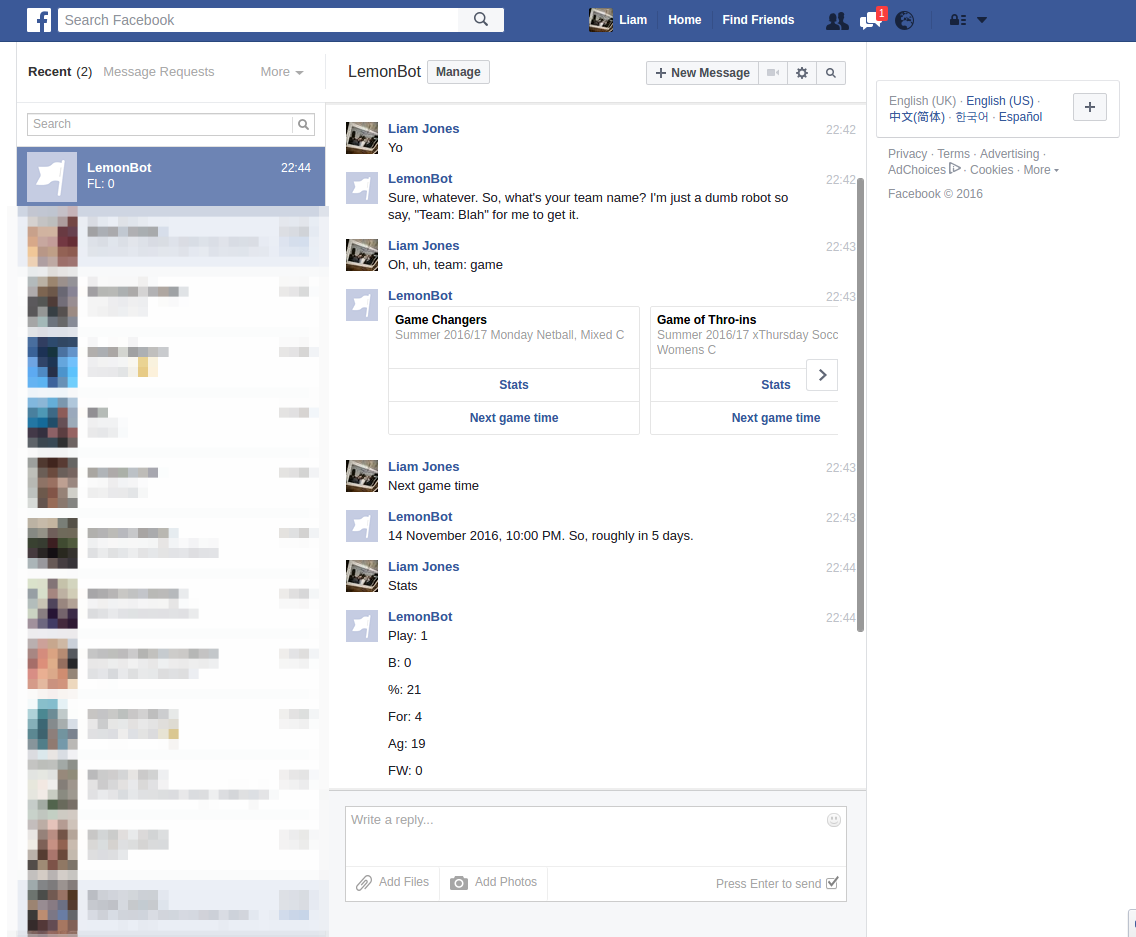 Search Facebook
Liam
Home
Find Friends
1
Recent (2)
Message Requests
More
LemonBot
Manage
New Message
Search
LemonBot
22:44
FL: 0
Liam Jones
22:42
Yo
LemonBot
22:42
Sure, whatever. So, what's your team name? I'm just a dumb robot so
say, "Team: Blah" for me to get it.
Liam Jones
22:43
Oh, uh, team: game
LemonBot
22:43
Game Changers
Summer 2016/17 Monday Netball, Mixed C
Stats
Next game time
Game of Thro-ins
Summer 2016/17 xThursday Socc
Womens C
Stats
Next game time
Liam Jones
22:43
Next game time
LemonBot
22:43
14 November 2016, 10:00 PM. So, roughly in 5 days.
Liam Jones
22:44
Stats
LemonBot
22:44
Play: 1
B: 0
%: 21
For: 4
Ag: 19
FW: 0
Write a reply...
Add Files
Add Photos
Press Enter to send
English (UK) · English (US) ·
中文(简体) · 한국어 · Español
Privacy · Terms · Advertising ·
AdChoices · Cookies · More
Facebook © 2016